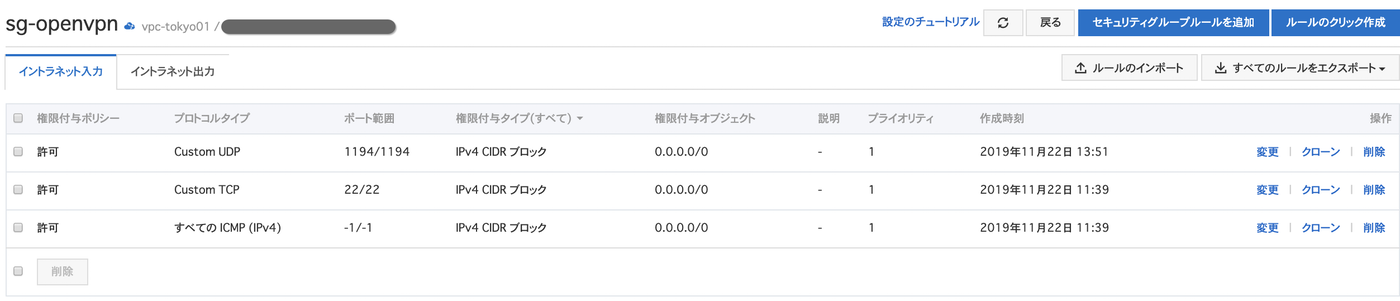 sg-openvpn vpc-tokyo01 / 設定のチュートリアル 戻る セキュリティグループルールを追加 ルールのクリック作成
イントラネット入力 イントラネット出力 ルールのインポート すべてのルールをエクスポート
権限付与ポリシー プロトコルタイプ ポート範囲 権限付与タイプ(すべて) 権限付与オブジェクト 説明 プライオリティ 作成時刻 操作
許可 Custom UDP 1194/1194 IPv4 CIDR ブロック 0.0.0.0/0 - 1 2019年11月22日 13:51 変更 | クローン | 削除
許可 Custom TCP 22/22 IPv4 CIDR ブロック 0.0.0.0/0 - 1 2019年11月22日 11:39 変更 | クローン | 削除
許可 すべての ICMP (IPv4) -1/-1 IPv4 CIDR ブロック 0.0.0.0/0 - 1 2019年11月22日 11:39 変更 | クローン | 削除
削除